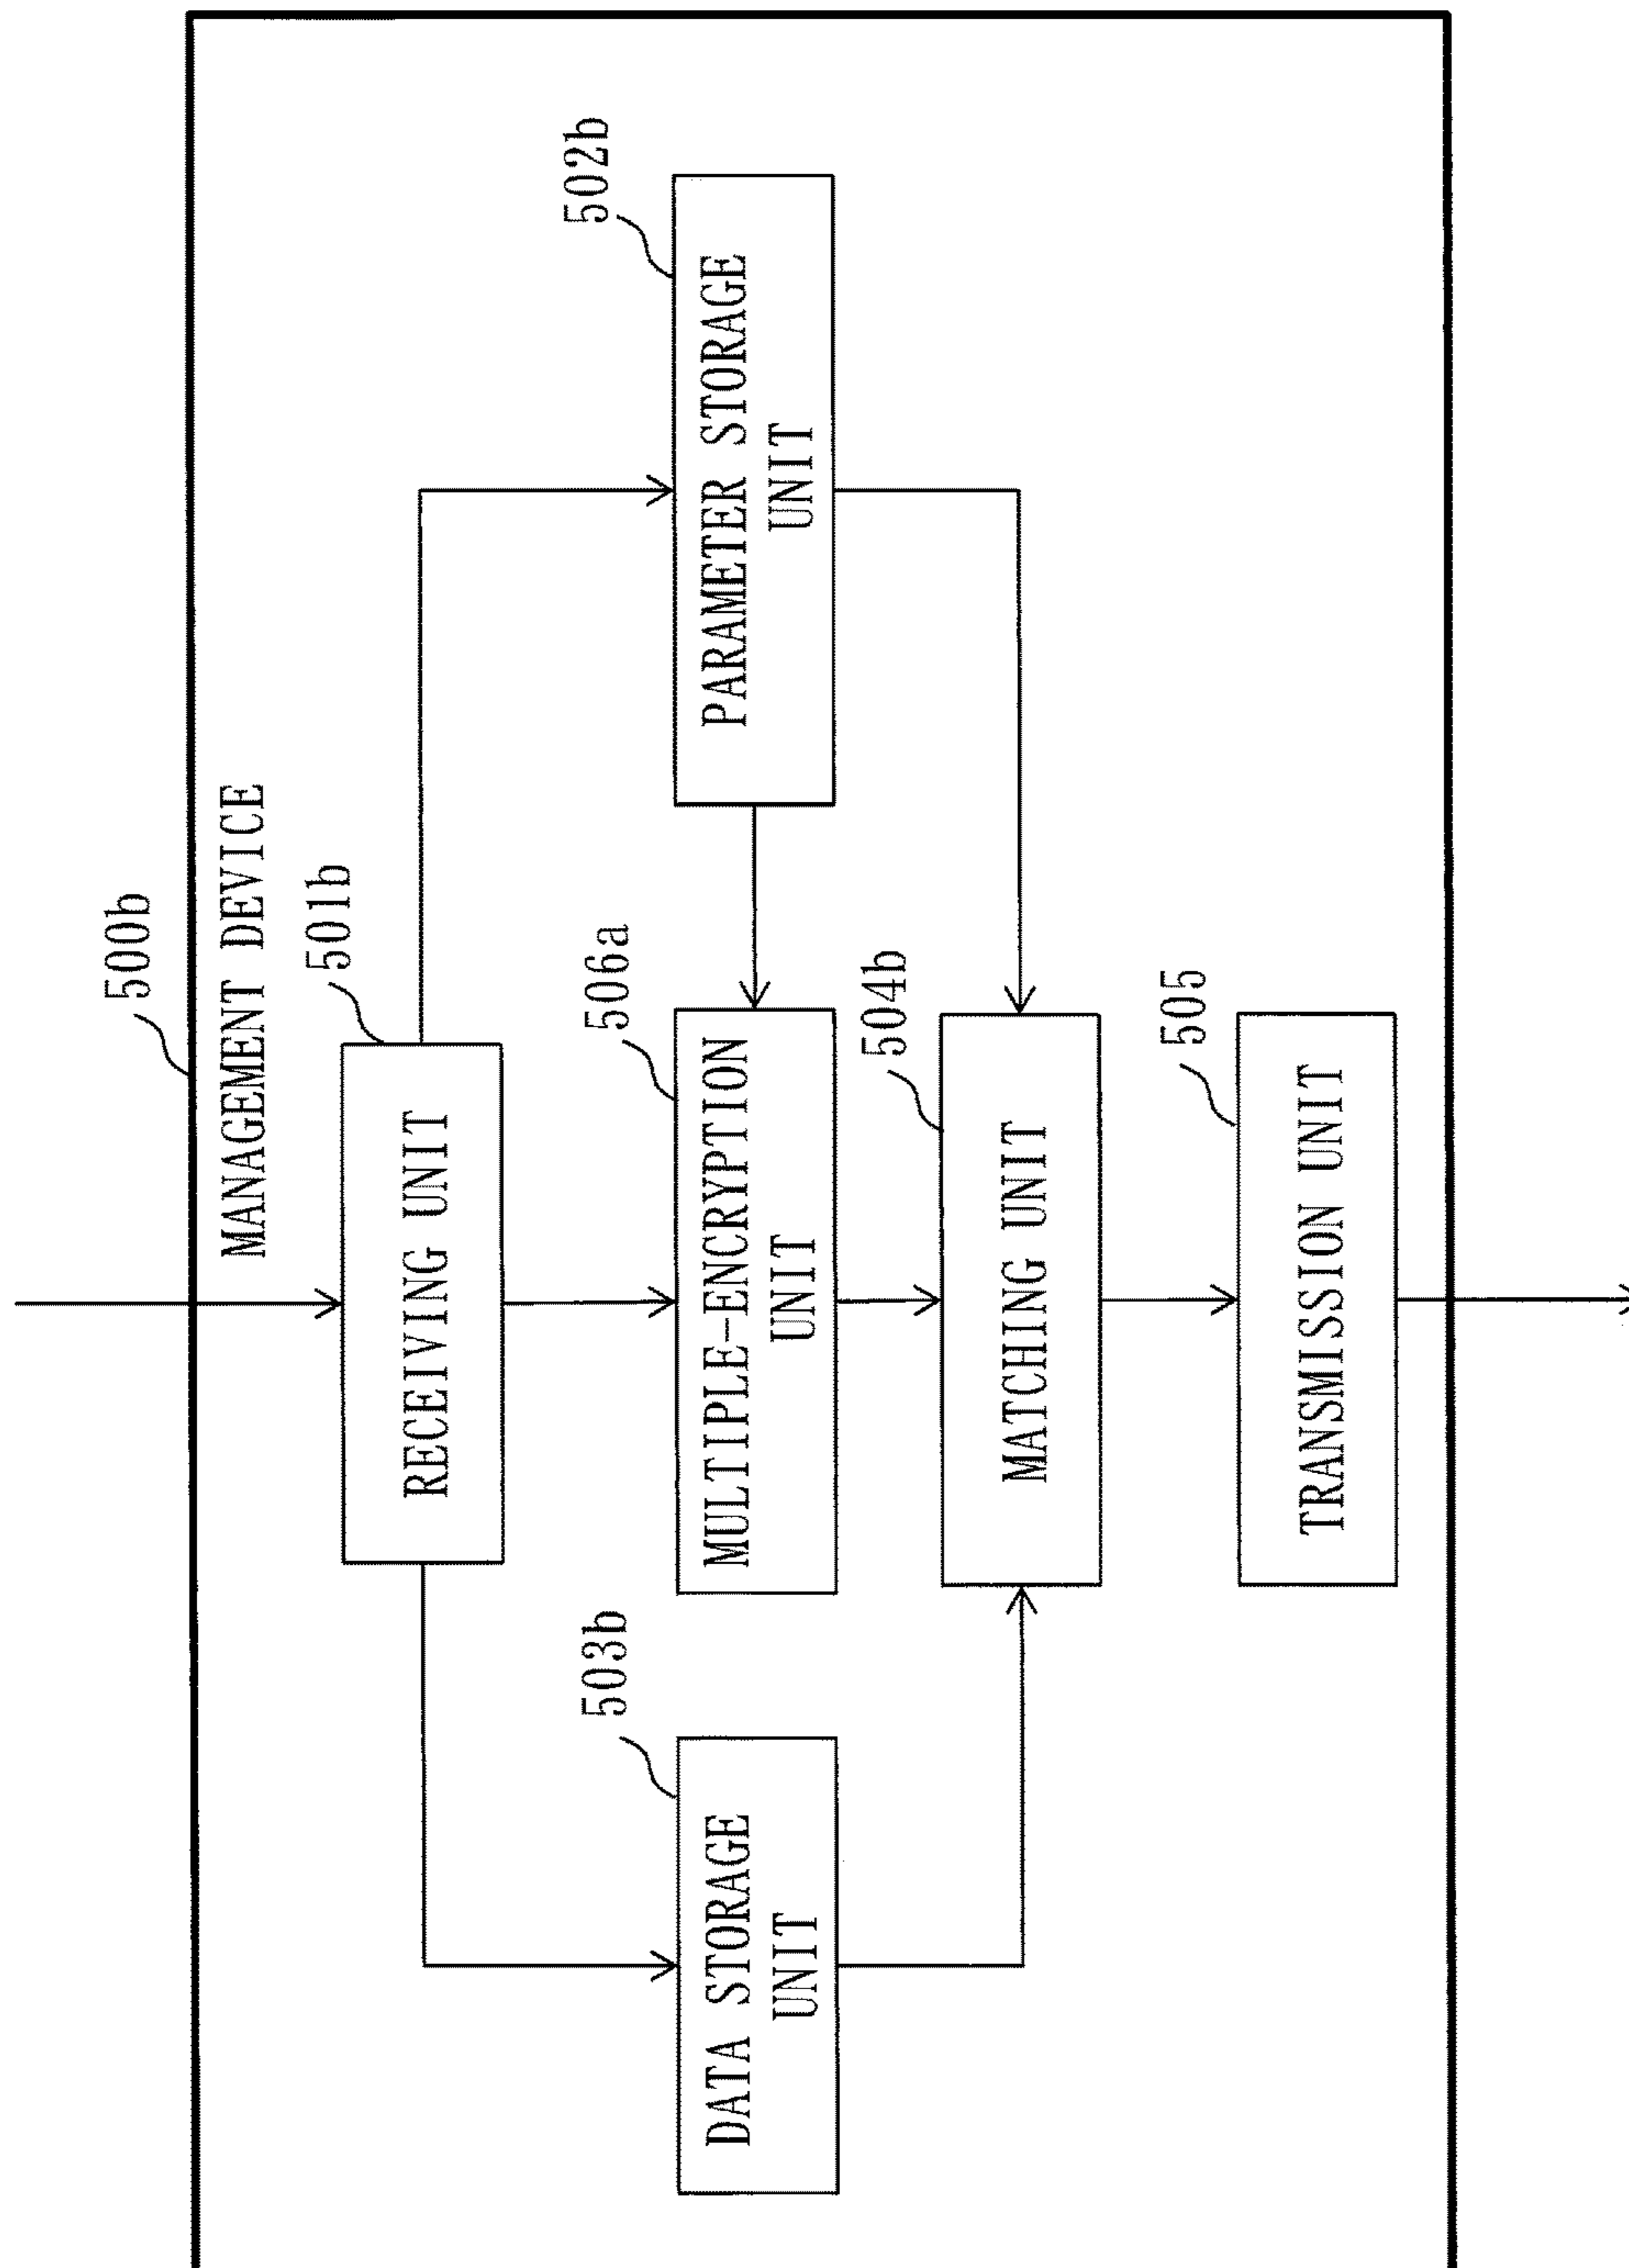 500b
MANAGEMENT DEVICE
501b
RECEIVING UNIT
503b
DATA STORAGE
UNIT
506a
MULTIPLE-ENCRYPTION
UNIT
502b
PARAMETER STORAGE
UNIT
504b
MATCHING UNIT
505
TRANSMISSION UNIT